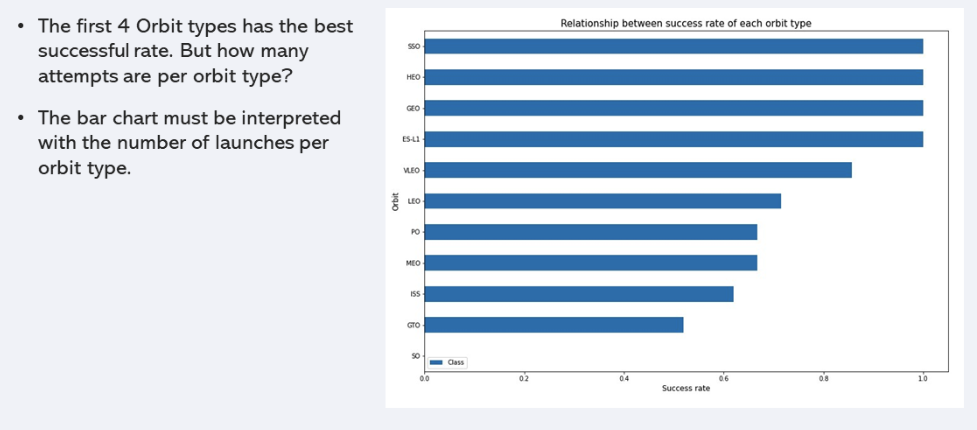 • The first 4 Orbit types has the best
successful rate. But how many
attempts are per orbit type?
• The bar chart must be interpreted
with the number of launches per
orbit type.
Relationship between success rate of each orbit type
Orbit
SSO
HEO
GEO
ES-L1
VLEO
LEO
PO
MEO
ISS
GTO
SO
Class
0.0 0.2 0.4 0.6 0.8 1.0
Success rate